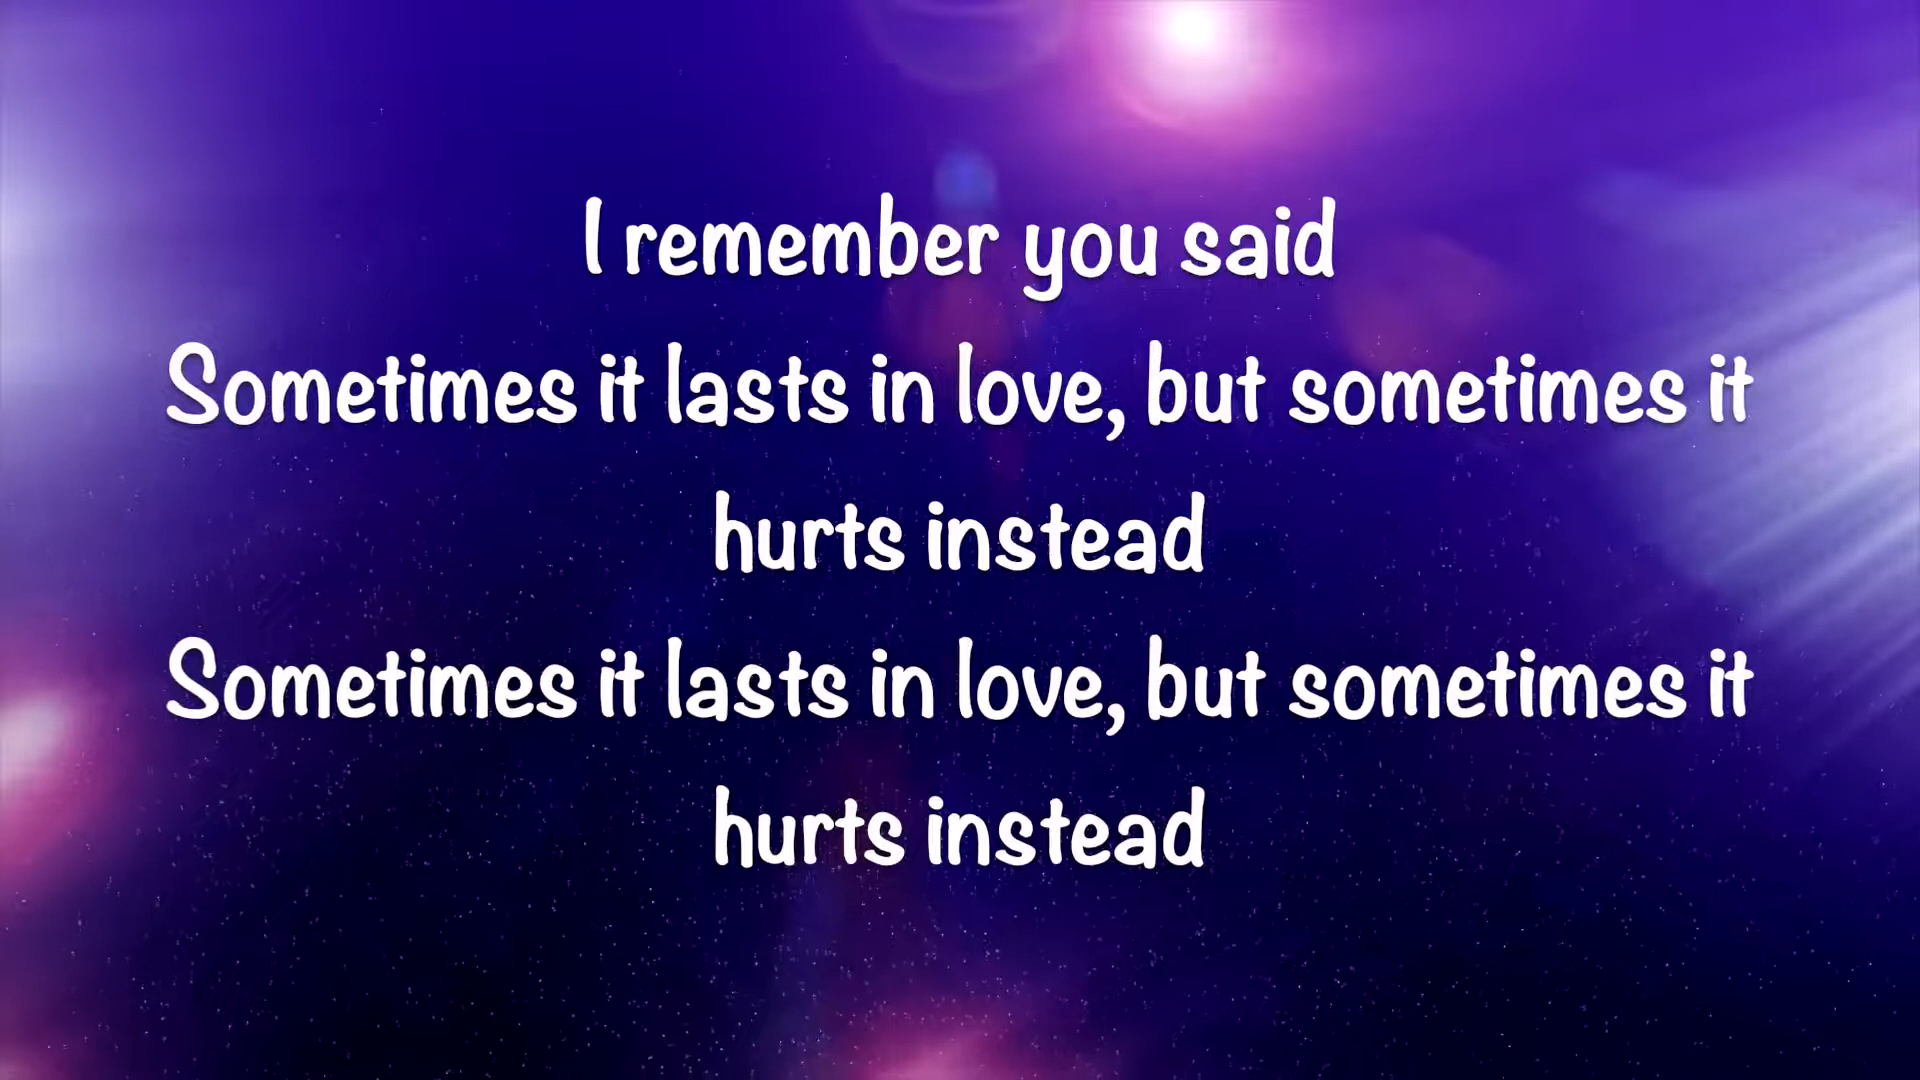 I remember you said
Sometimes it lasts in love, but sometimes it
hurts instead
Sometimes it lasts in love, but sometimes it
hurts instead